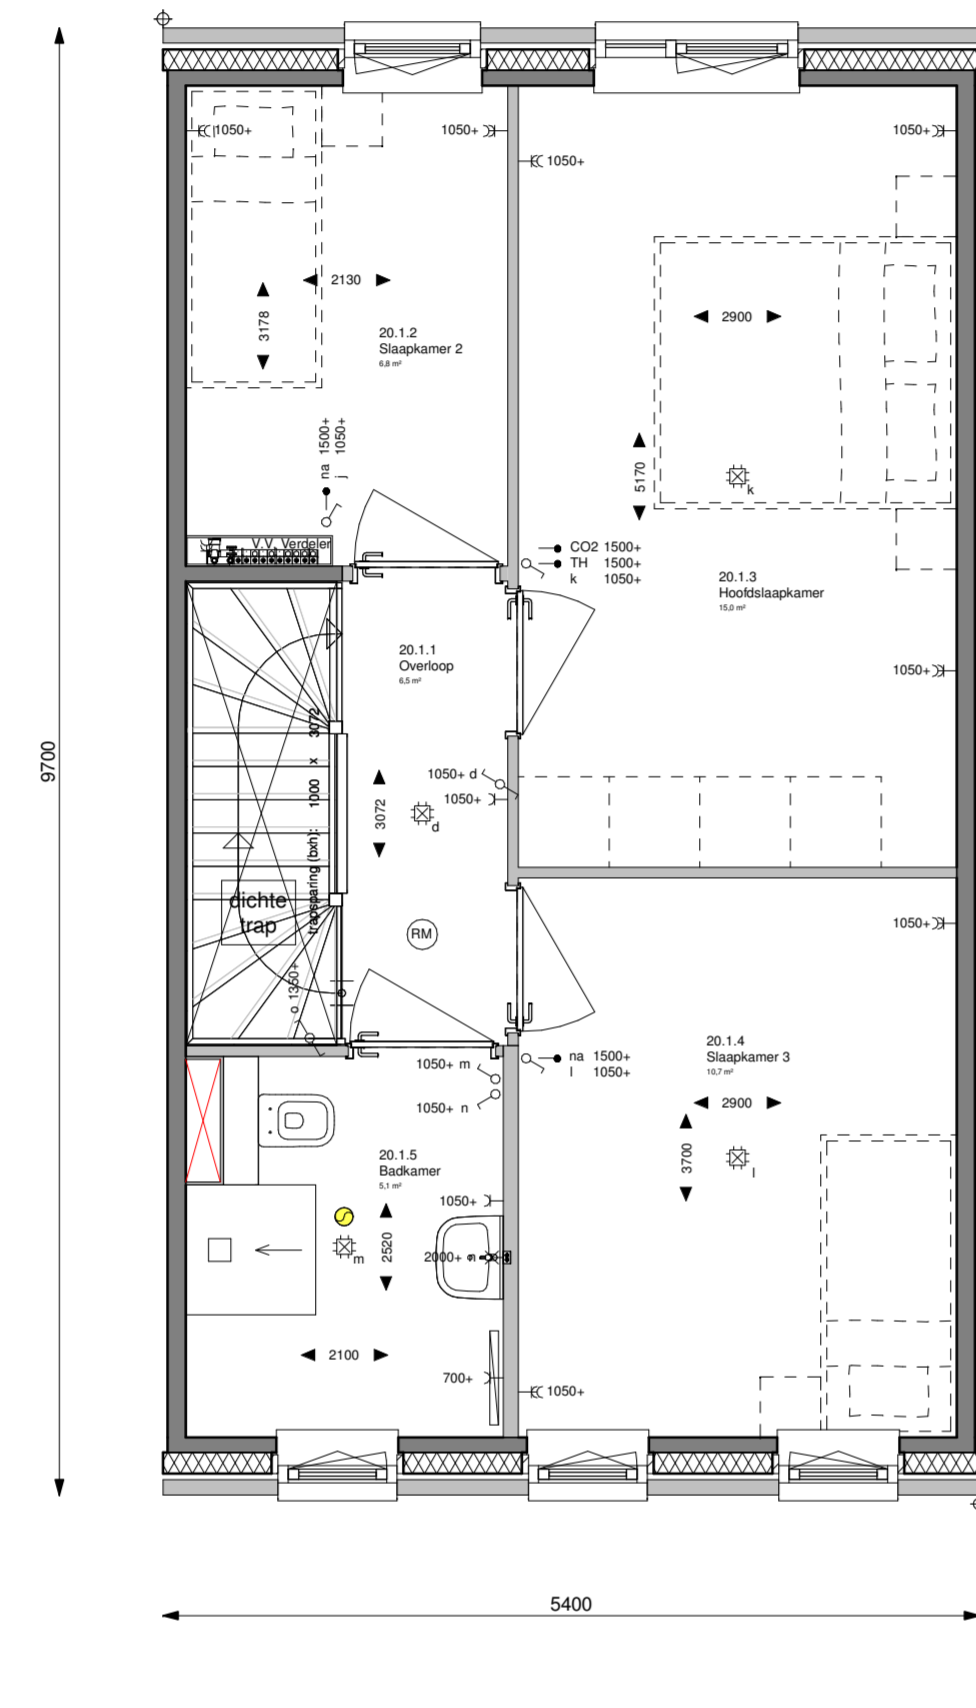 1050+
1050+
1050+
1050+
2130
3178
2900
20.1.2
Slaapkamer 2
6,8 m²
na 1500+
j 1050+
5170
k
V.V. Verdeler
CO2 1500+
TH 1500+
k 1050+
20.1.3
Hoofdslaapkamer
15,0 m²
20.1.1
Overloop
6,5 m²
1050+
9700
trapsparing (bxh): 1000 x 3072
3072
1050+ d
1050+
d
dichte
trap
RM
1050+
o 1350+
1050+ m
1050+ n
na 1500+
l 1050+
20.1.4
Slaapkamer 3
10,7 m²
2900
3700
l
20.1.5
Badkamer
5,1 m²
1050+
m
2520
2000+
2100
700+
1050+
5400